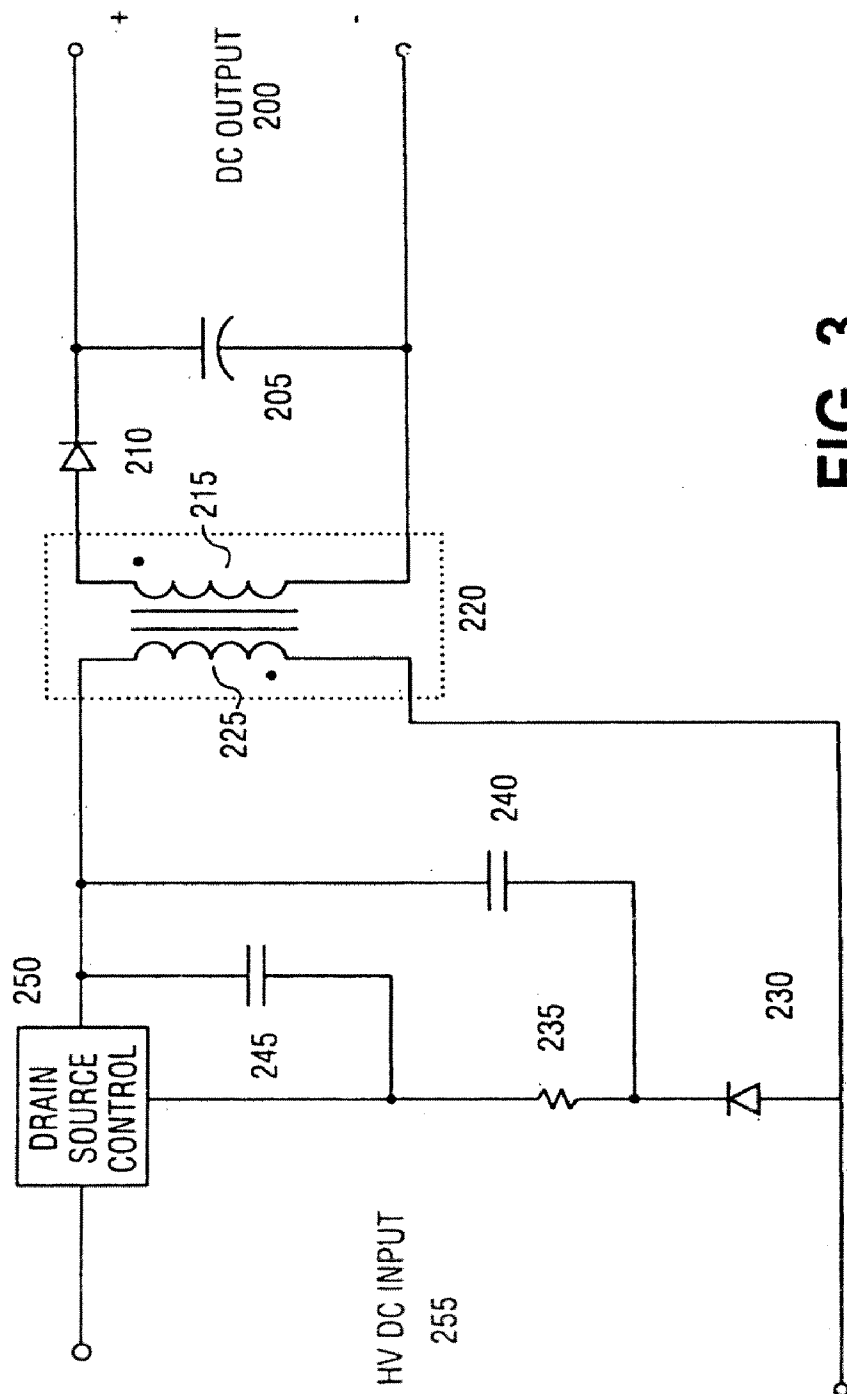 +
-
DC OUTPUT
200
205
210
215
220
225
240
250
DRAIN
SOURCE
CONTROL
245
235
230
HV DC INPUT
255
FIG. 3